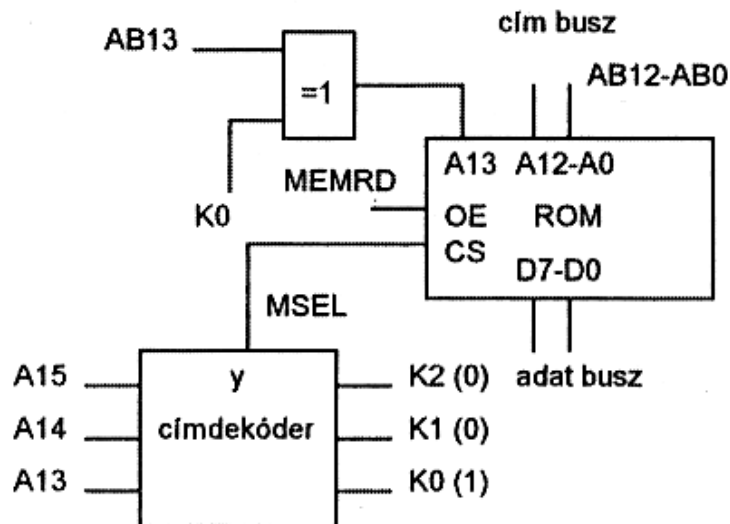 cím busz
AB13
AB12-AB0
=1
A13 A12-A0
MEMRD
K0
OE ROM
CS
D7-D0
MSEL
A15 y K2 (0) adat busz
A14 címdekóder K1 (0)
A13 K0 (1)